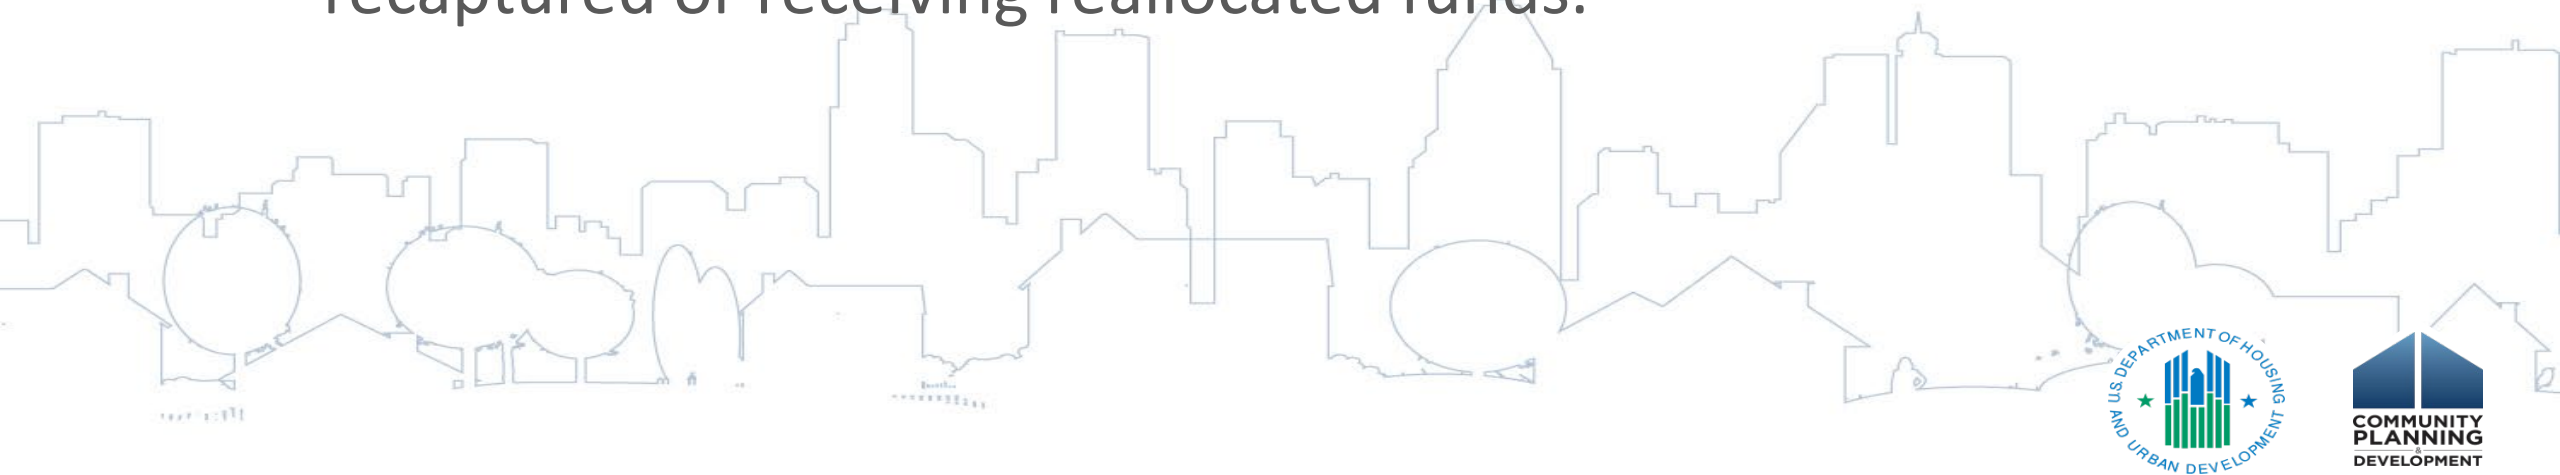 recaptured or receiving reallocated funds.
U.S. DEPARTMENT OF HOUSING
AND URBAN DEVELOPMENT
COMMUNITY
PLANNING
&
DEVELOPMENT